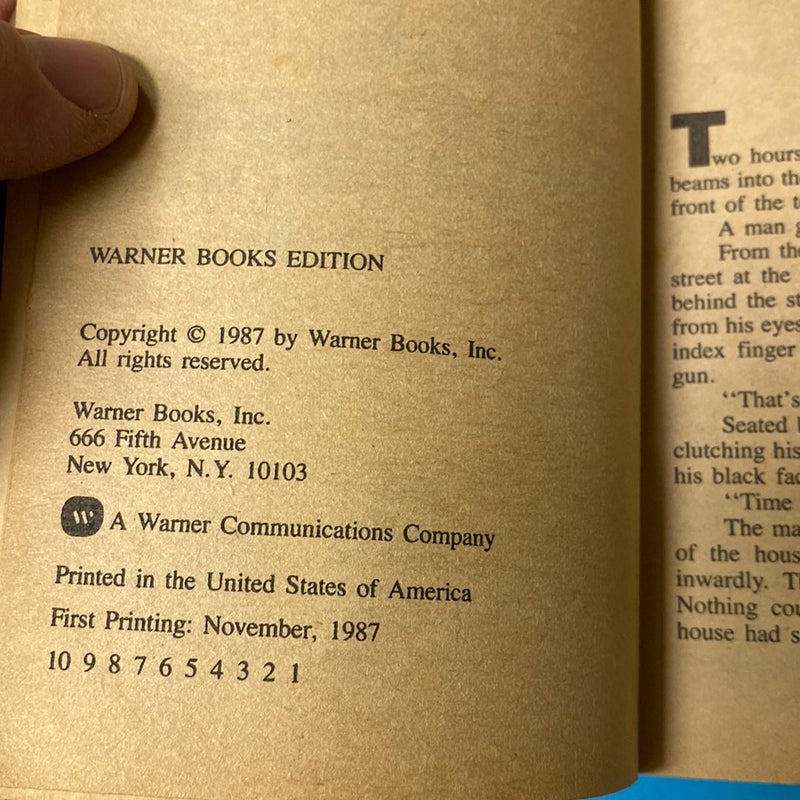 WARNER BOOKS EDITION
Copyright © 1987 by Warner Books, Inc.
All rights reserved.
Warner Books, Inc.
666 Fifth Avenue
New York, N.Y. 10103
W A Warner Communications Company
Printed in the United States of America
First Printing: November, 1987
10 9 8 7 6 5 4 3 2 1
Two hours
beams into
front of the
A man
From
street at the
behind the
from his eyes
index finger
gun.
“That's
Seated
clutching his
his black
“Time
The
of the
inwardly.
Nothing
house had